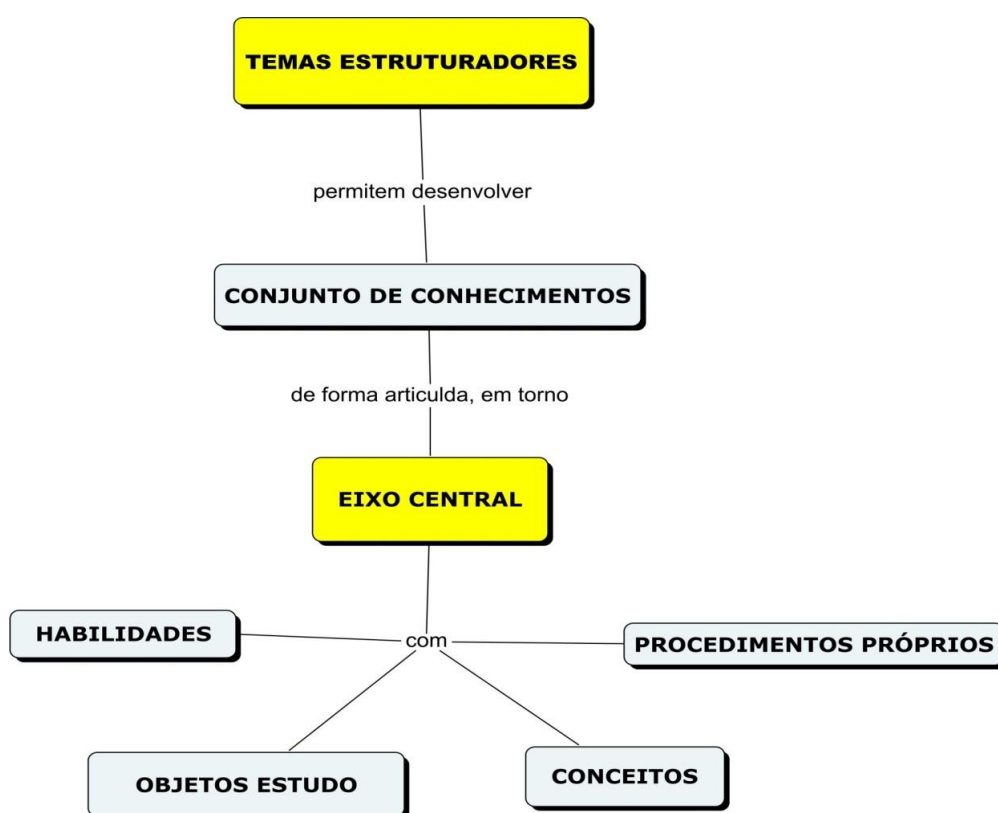 TEMAS ESTRUTURADORES
permitem desenvolver
CONJUNTO DE CONHECIMENTOS
de forma articulda, em torno
EIXO CENTRAL
HABILIDADES
com
PROCEDIMENTOS PRÓPRIOS
OBJETOS ESTUDO
CONCEITOS